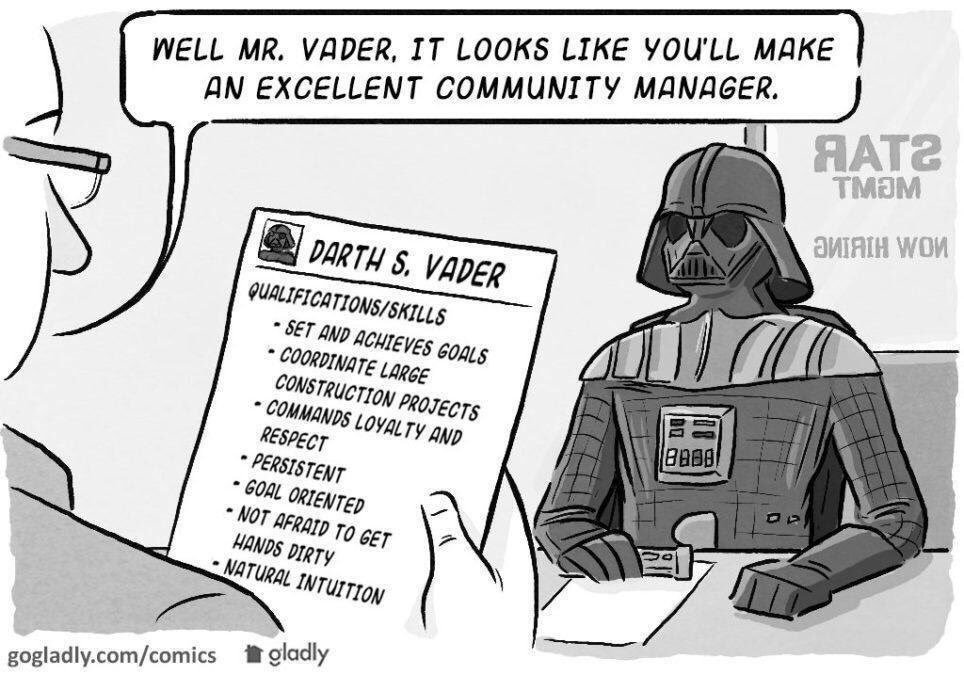 WELL MR. VADER, IT LOOKS LIKE YOU'LL MAKE
AN EXCELLENT COMMUNITY MANAGER.
STAR
MGMT
NOW HIRING
DARTH S. VADER
QUALIFICATIONS/SKILLS
- SET AND ACHIEVES GOALS
- COORDINATE LARGE
CONSTRUCTION PROJECTS
- COMMANDS LOYALTY AND
RESPECT
- PERSISTENT
- GOAL ORIENTED
- NOT AFRAID TO GET
HANDS DIRTY
- NATURAL INTUITION
gogladly.com/comics gladly